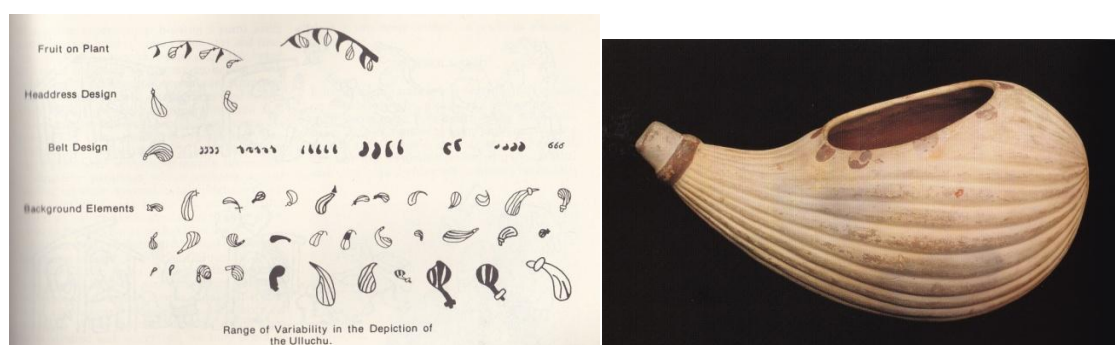 Fruit on Plant
Headdress Design
Belt Design
Background Elements
Range of Variability in the Depiction of
the Ulluchu.